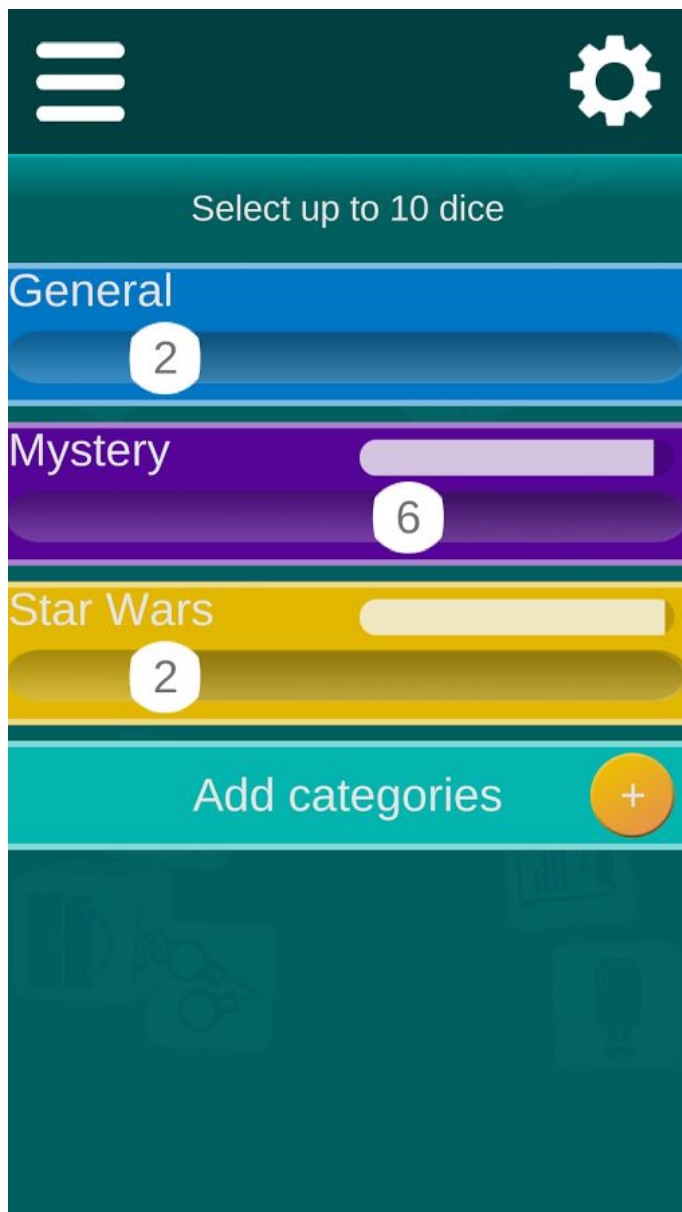 Select up to 10 dice
General
2
Mystery
6
Star Wars
2
Add categories
+